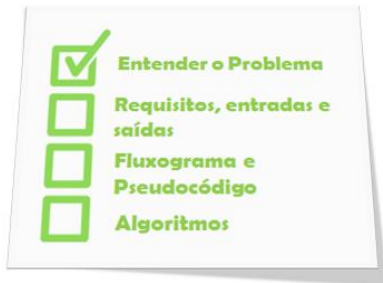 Entender o Problema
Requisitos, entradas e
saídas
Fluxograma e
Pseudocódigo
Algoritmos